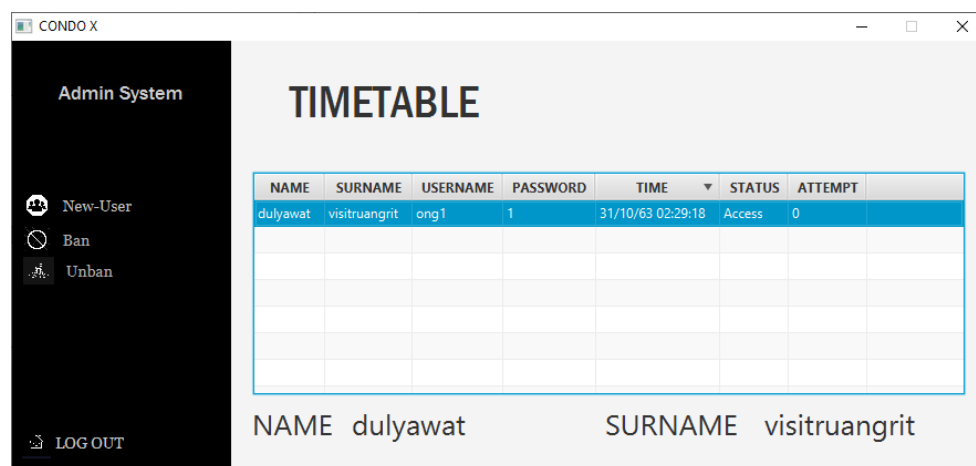 CONDO X
Admin System
TIMETABLE
NAME SURNAME USERNAME PASSWORD TIME STATUS ATTEMPT
dulyawat visitruangrit ong1 1 31/10/63 02:29:18 Access 0
New-User
Ban
Unban
NAME dulyawat SURNAME visitruangrit
LOG OUT